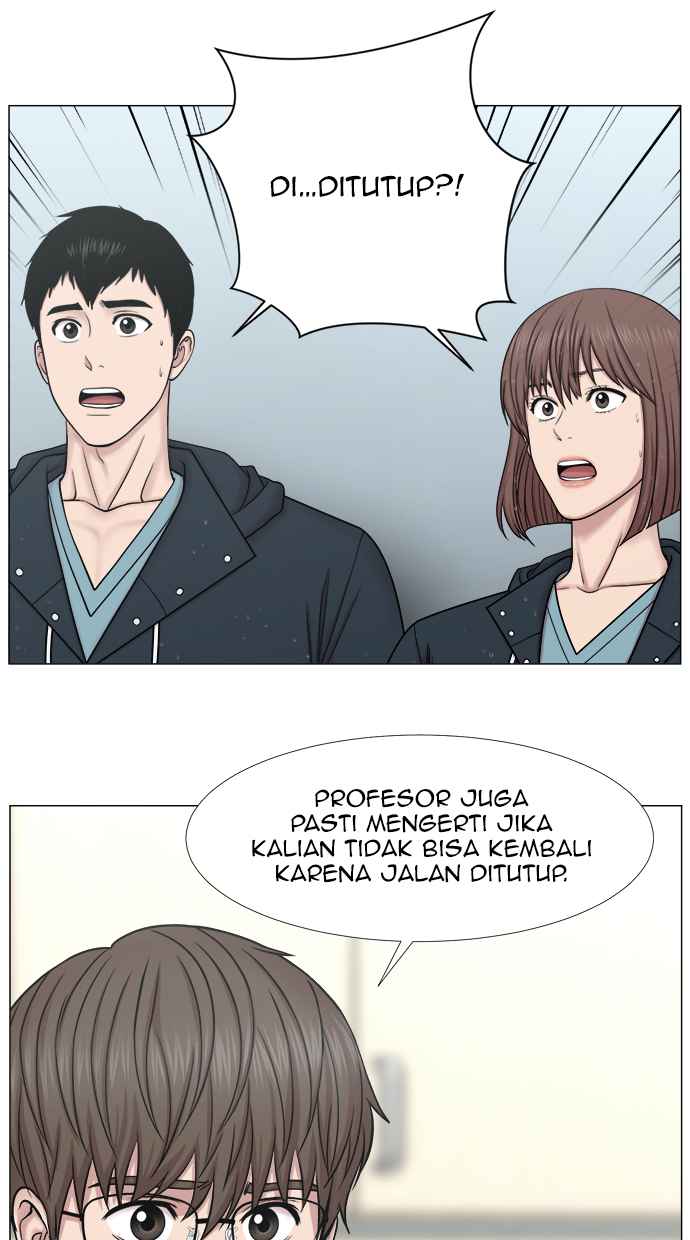 DI...DITUTUP?!
PROFESOR JUGA
PASTI MENGERTI JIKA
KALIAN TIDAK BISA KEMBALI
KARENA JALAN DITUTUP.